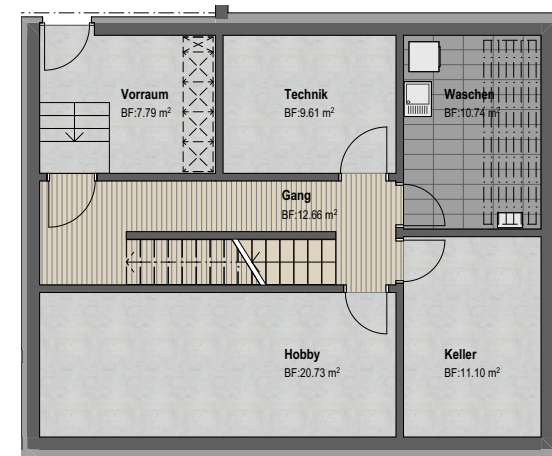 Vorraum
BF:7.79 m²
Technik
BF:9.61 m²
Waschen
BF:10.74 m²
Gang
BF:12.66 m²
Hobby
BF:20.73 m²
Keller
BF:11.10 m²